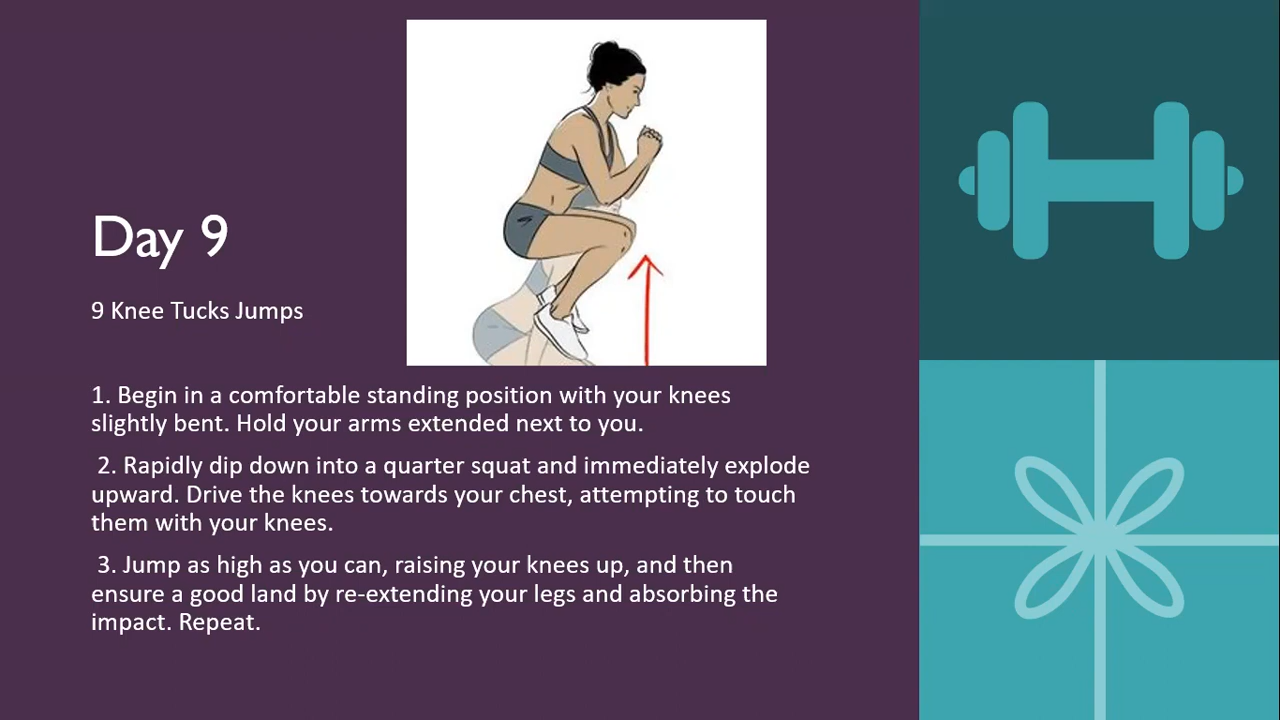 Day 9
9 Knee Tucks Jumps
1. Begin in a comfortable standing position with your knees
slightly bent. Hold your arms extended next to you.
2. Rapidly dip down into a quarter squat and immediately explode
upward. Drive the knees towards your chest, attempting to touch
them with your knees.
3. Jump as high as you can, raising your knees up, and then
ensure a good land by re-extending your legs and absorbing the
impact. Repeat.